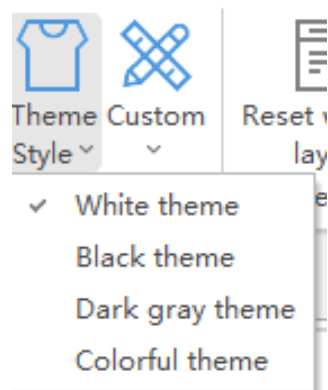 Theme Custom Reset
Style lay
White theme
Black theme
Dark gray theme
Colorful theme